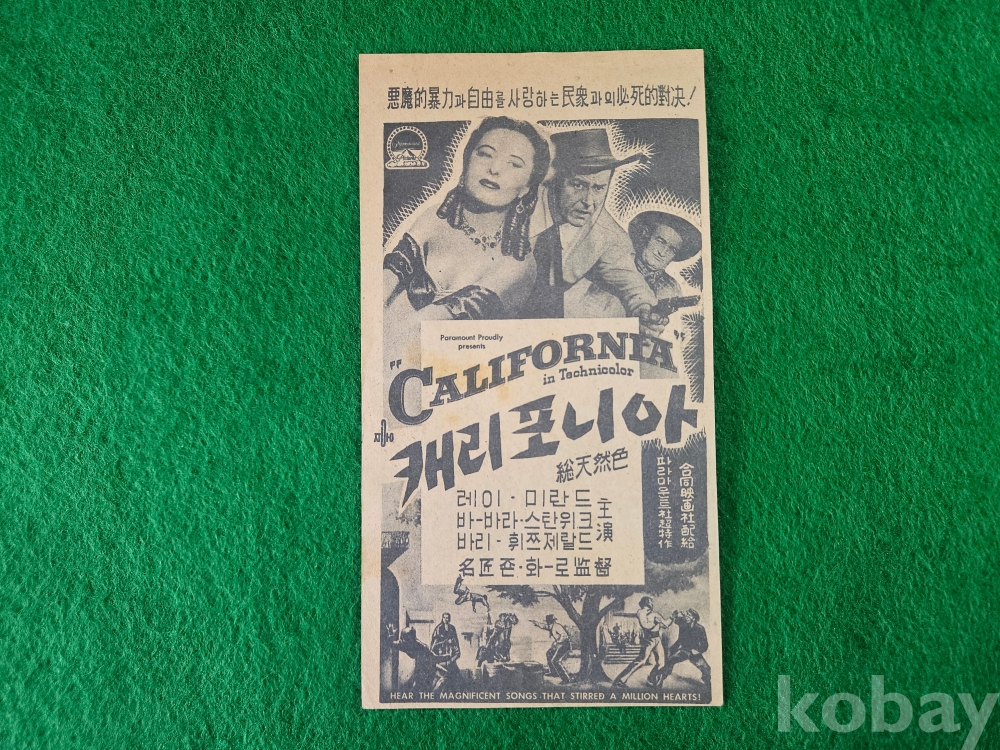 悪魔的暴力과自由를사랑하는民衆과의必死的對決!
Paramount
Paramount Proudly
presents
"CALIFORNIA"
in Technicolor
캐리포니아
総天然色
레이·미란드
바-바라·스탄위크
바리·휘쯔제랄드
主演
名匠죤·화-로監督
合同映画社配給
파라마운트社超特作
HEAR THE MAGNIFICENT SONGS THAT STIRRED A MILLION HEARTS!
kobay